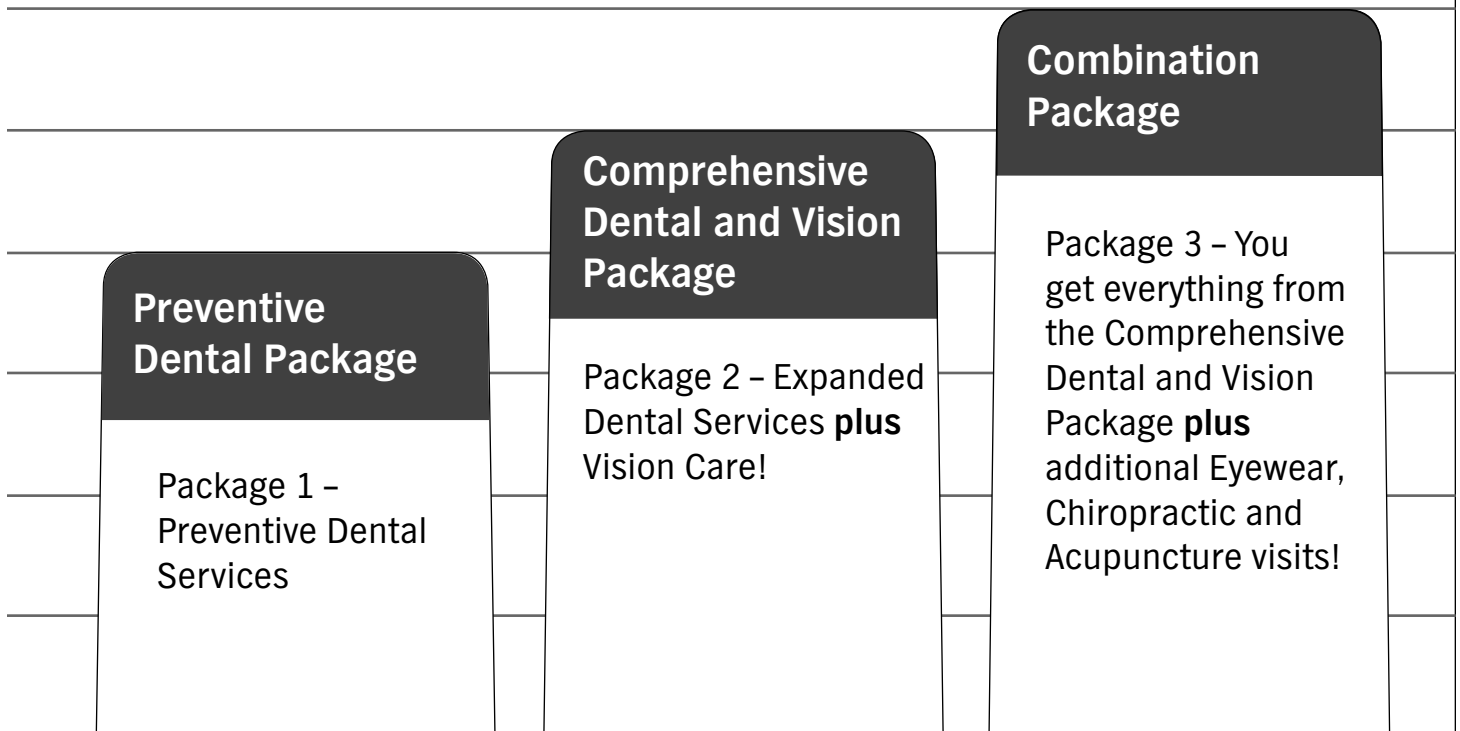 Preventive
Dental Package
Package 1 –
Preventive Dental
Services
Comprehensive
Dental and Vision
Package
Package 2 – Expanded
Dental Services plus
Vision Care!
Combination
Package
Package 3 – You
get everything from
the Comprehensive
Dental and Vision
Package plus
additional Eyewear,
Chiropractic and
Acupuncture visits!